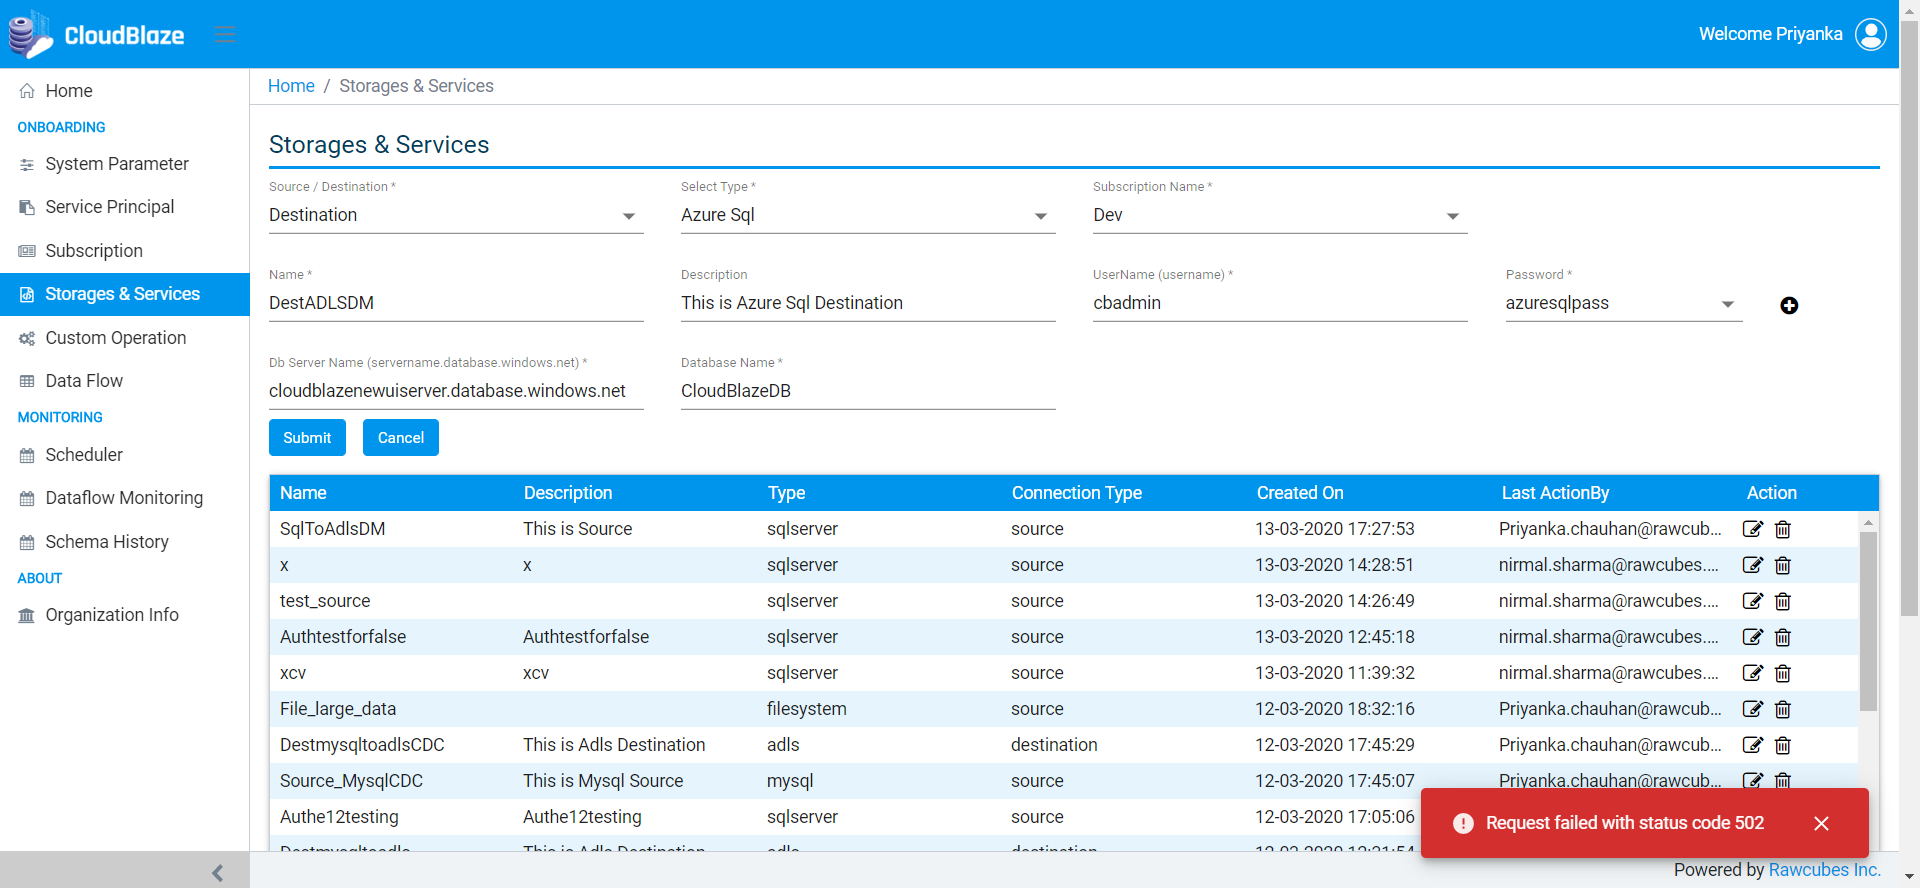 CloudBlaze
Welcome Priyanka
Home
ONBOARDING
System Parameter
Service Principal
Subscription
Storages & Services
Custom Operation
Data Flow
MONITORING
Scheduler
Dataflow Monitoring
Schema History
ABOUT
Organization Info
Home / Storages & Services
Storages & Services
Source / Destination * Select Type * Subscription Name *
Destination Azure Sql Dev
Name * Description UserName (username) * Password *
DestADLSDM This is Azure Sql Destination cbadmin azuresqlpass
Db Server Name (servername.database.windows.net) * Database Name *
cloudblazenewuiserver.database.windows.net CloudBlazeDB
Submit Cancel
Name Description Type Connection Type Created On Last ActionBy Action
SqlToAdlsDM This is Source sqlserver source 13-03-2020 17:27:53 Priyanka.chauhan@rawcub...
x x sqlserver source 13-03-2020 14:28:51 nirmal.sharma@rawcubes....
test_source sqlserver source 13-03-2020 14:26:49 nirmal.sharma@rawcubes....
Authtestforfalse Authtestforfalse sqlserver source 13-03-2020 12:45:18 nirmal.sharma@rawcubes....
xcv xcv sqlserver source 13-03-2020 11:39:32 nirmal.sharma@rawcubes....
File_large_data filesystem source 12-03-2020 18:32:16 Priyanka.chauhan@rawcub...
DestmysqltoadlsCDC This is Adls Destination adls destination 12-03-2020 17:45:29 Priyanka.chauhan@rawcub...
Source_MysqlCDC This is Mysql Source mysql source 12-03-2020 17:45:07 Priyanka.chauhan@rawcub...
Authe12testing Authe12testing sqlserver source 12-03-2020 17:05:06
Destmysqltoadls This is Adls Destination adls destination
Request failed with status code 502
Powered by Rawcubes Inc.